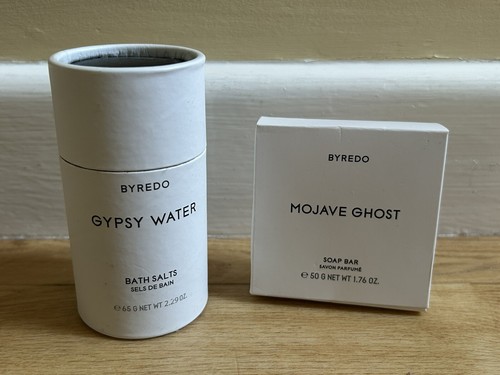 BYREDO
GYPSY WATER
BATH SALTS
SELS DE BAIN
℮ 65 G NET WT 2.29 OZ.
BYREDO
MOJAVE GHOST
SOAP BAR
SAVON PARFUMÉ
℮ 50 G NET WT 1.76 OZ.